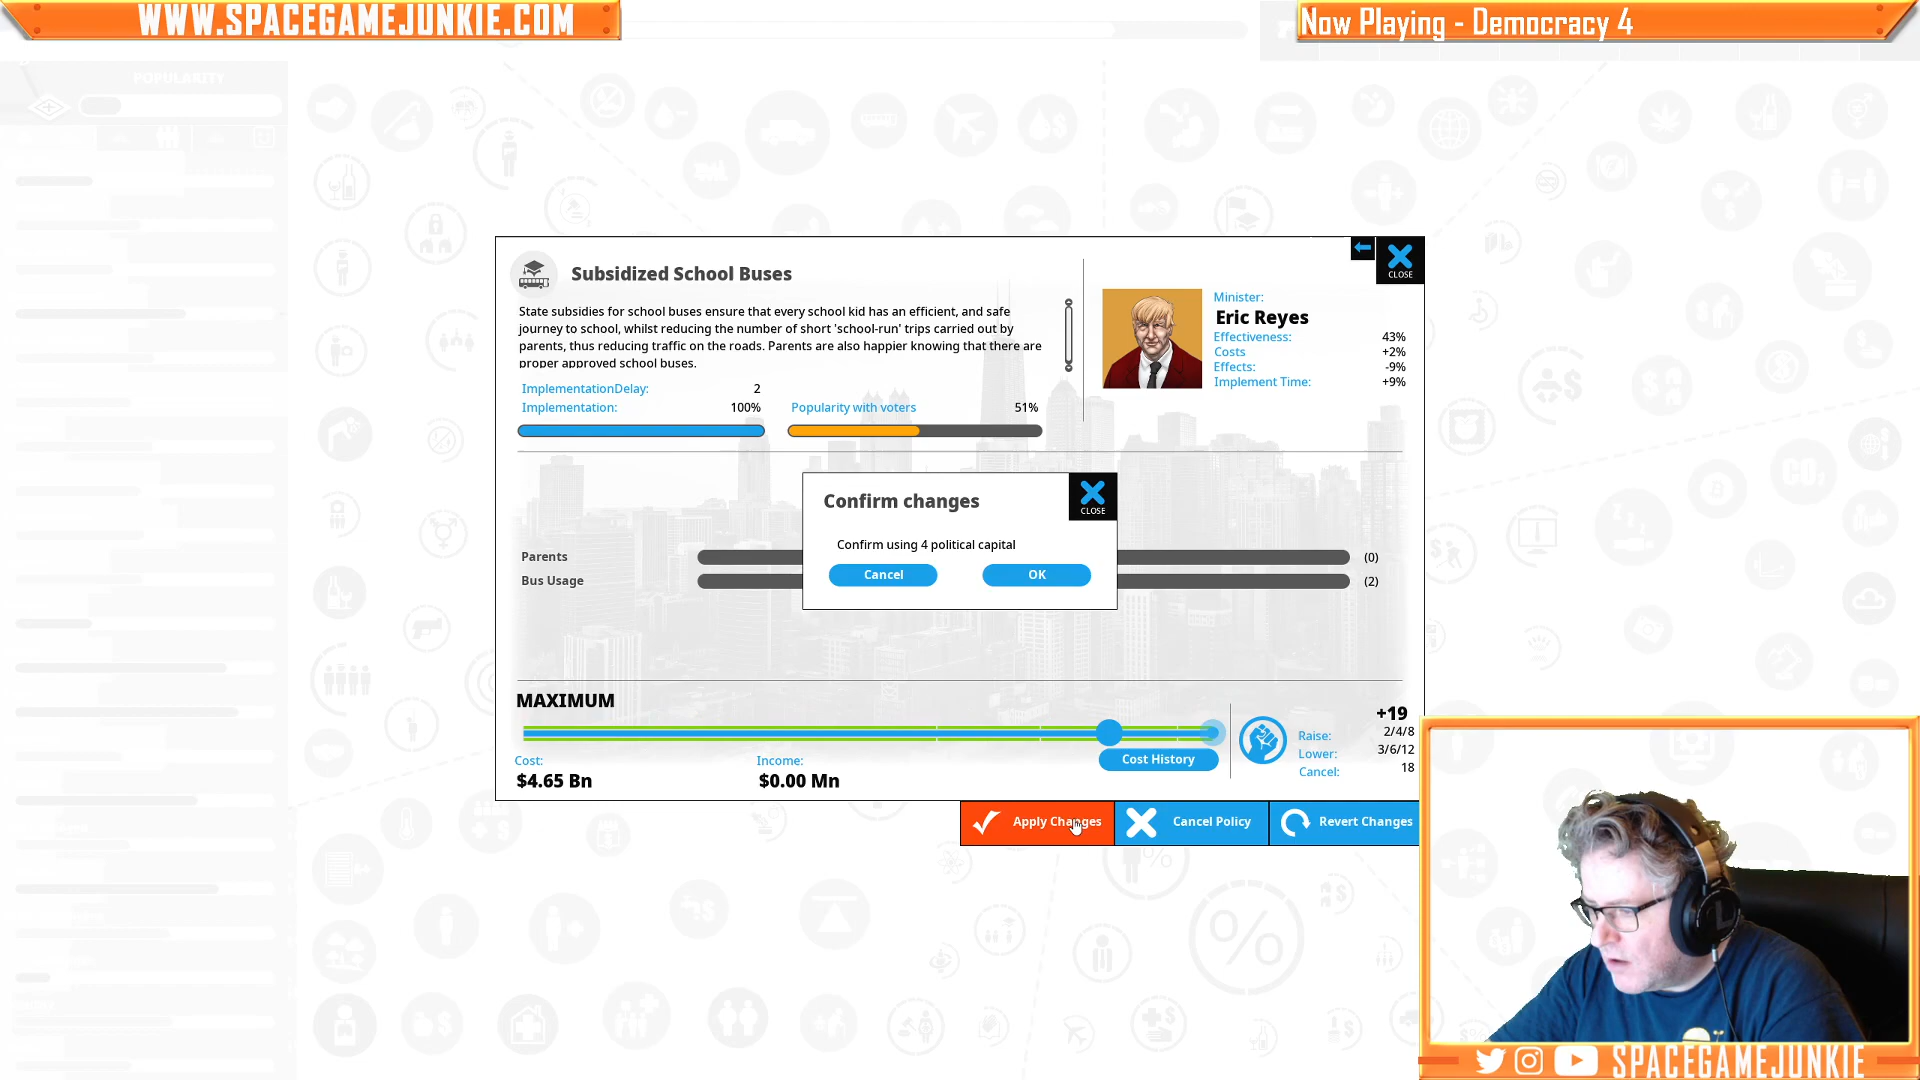 WWW.SPACEGAMEJUNKIE.COM
Now Playing - Democracy 4
POPULARITY
CLOSE
Subsidized School Buses
State subsidies for school buses ensure that every school kid has an efficient, and safe
journey to school, whilst reducing the number of short 'school-run' trips carried out by
parents, thus reducing traffic on the roads. Parents are also happier knowing that there are
proper approved school buses.
ImplementationDelay: 2
Implementation: 100%
Popularity with voters 51%
Minister:
Eric Reyes
Effectiveness: 43%
Costs +2%
Effects: -9%
Implement Time: +9%
Confirm changes
CLOSE
Confirm using 4 political capital
Cancel
OK
Parents (0)
Bus Usage (2)
MAXIMUM
Cost:
$4.65 Bn
Income:
$0.00 Mn
Cost History
+19
Raise: 2/4/8
Lower: 3/6/12
Cancel: 18
Apply Changes
Cancel Policy
Revert Changes
SPACEGAMEJUNKIE